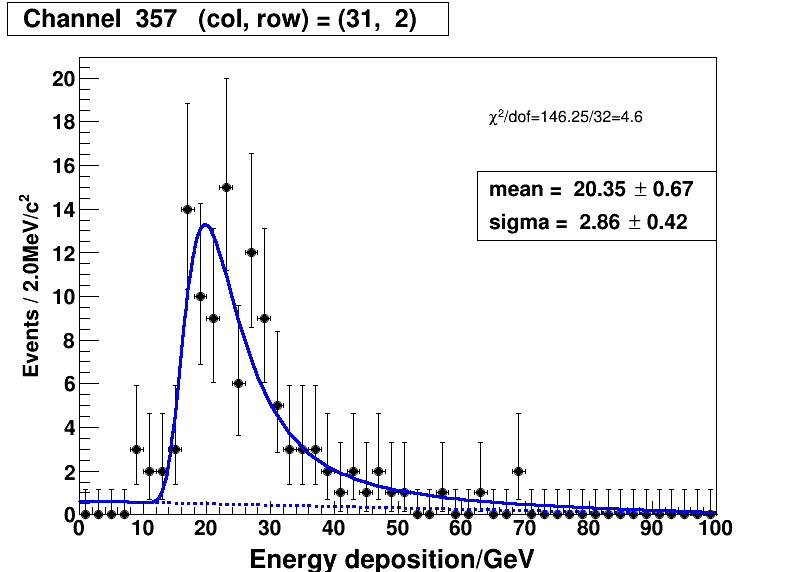 Channel 357 (col, row) = (31, 2)
χ²/dof=146.25/32=4.6
mean = 20.35 ± 0.67
sigma = 2.86 ± 0.42
Events / 2.0MeV/c²
20
18
16
14
12
10
8
6
4
2
0
0 10 20 30 40 50 60 70 80 90 100
Energy deposition/GeV